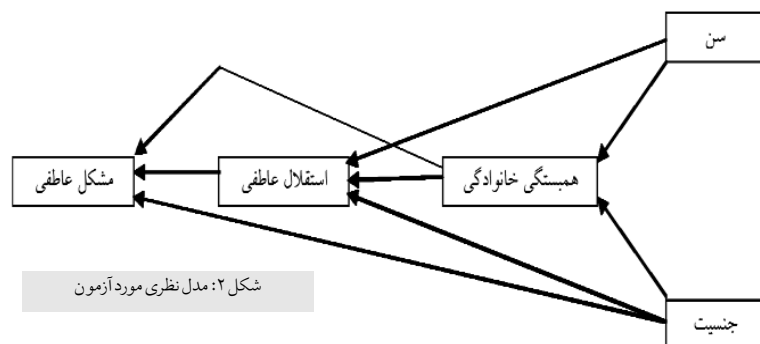 سن
همبستگی خانوادگی
استقلال عاطفی
مشکل عاطفی
جنسیت
شکل ۲: مدل نظری مورد آزمون